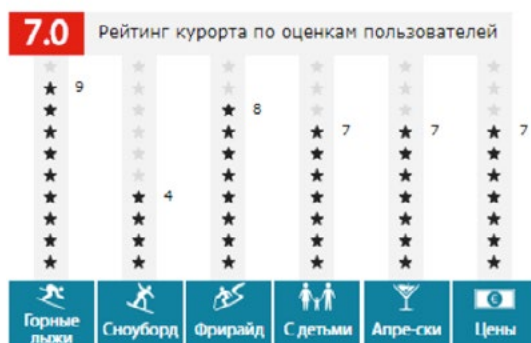 7.0 Рейтинг курорта по оценкам пользователей
9
8
7 7 7
4
Горные лыжи
Сноуборд
Фрирайд
С детьми
Апре-ски
Цены